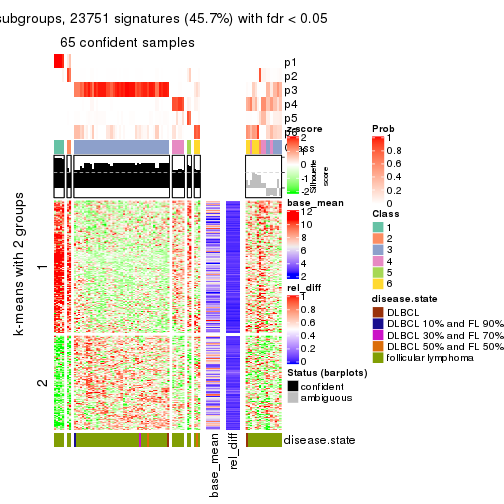 subgroups, 23751 signatures (45.7%) with fdr < 0.05
65 confident samples
p1
p2
p3
p4
p5
p6
Class
z-score
2
1
0
-1
-2
Silhouette
score
1
0.5
0
base_mean
12
10
8
6
4
2
rel_diff
1
0.8
0.6
0.4
0.2
0
Status (barplots)
confident
ambiguous
Prob
1
0.8
0.6
0.4
0.2
0
Class
1
2
3
4
5
6
disease.state
DLBCL
DLBCL 10% and FL 90%
DLBCL 30% and FL 70%
DLBCL 50% and FL 50%
follicular lymphoma
k-means with 2 groups
1
2
disease.state
base_mean
rel_diff